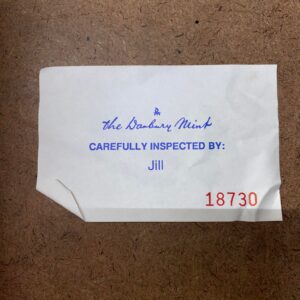 the Danbury Mint
CAREFULLY INSPECTED BY:
Jill
18730